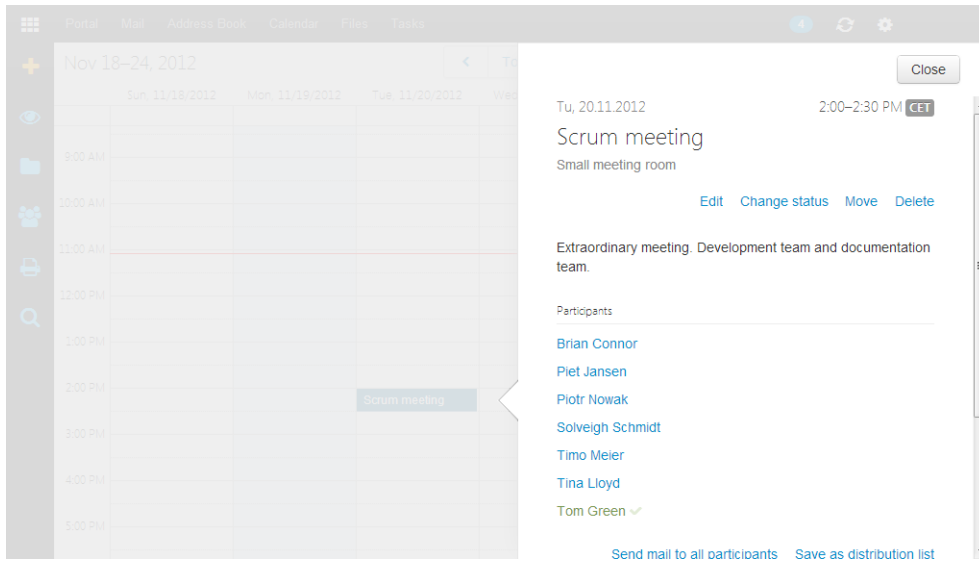 Portal Mail Address Book Calendar Files Tasks 4
Nov 18–24, 2012
Close
Sun, 11/18/2012 Mon, 11/19/2012 Tue, 11/20/2012
Tu, 20.11.2012 2:00–2:30 PM CET
Scrum meeting
Small meeting room
Edit Change status Move Delete
Extraordinary meeting. Development team and documentation
team.
Participants
Brian Connor
Piet Jansen
Piotr Nowak
Solveigh Schmidt
Timo Meier
Tina Lloyd
Tom Green
Send mail to all participants Save as distribution list
9:00 AM
10:00 AM
11:00 AM
12:00 PM
1:00 PM
2:00 PM
Scrum meeting
3:00 PM
4:00 PM
5:00 PM